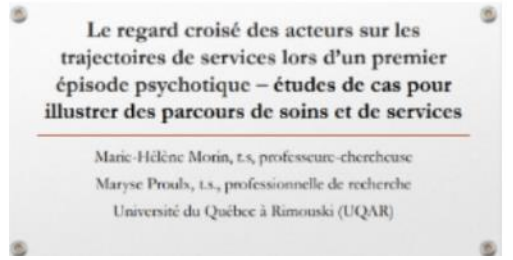 Le regard croisé des acteurs sur les
trajectoires de services lors d'un premier
épisode psychotique – études de cas pour
illustrer des parcours de soins et de services
Marie-Hélène Morin, t.s, professeure-chercheuse
Maryse Proulx, t.s., professionnelle de recherche
Université du Québec à Rimouski (UQAR)